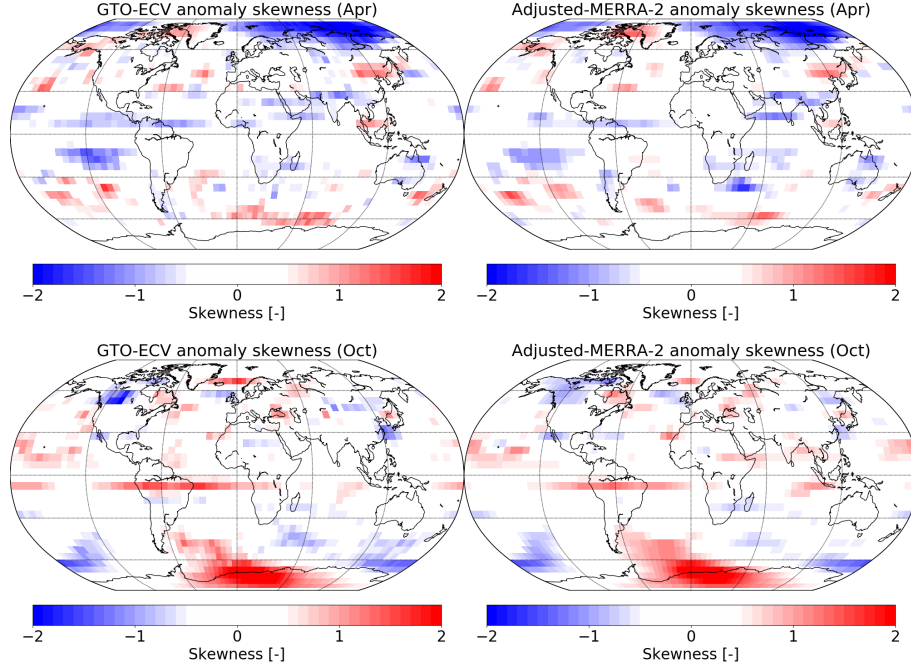 GTO-ECV anomaly skewness (Apr)
Adjusted-MERRA-2 anomaly skewness (Apr)
−2 −1 0 1 2
Skewness [-]
−2 −1 0 1 2
Skewness [-]
GTO-ECV anomaly skewness (Oct)
Adjusted-MERRA-2 anomaly skewness (Oct)
−2 −1 0 1 2
Skewness [-]
−2 −1 0 1 2
Skewness [-]